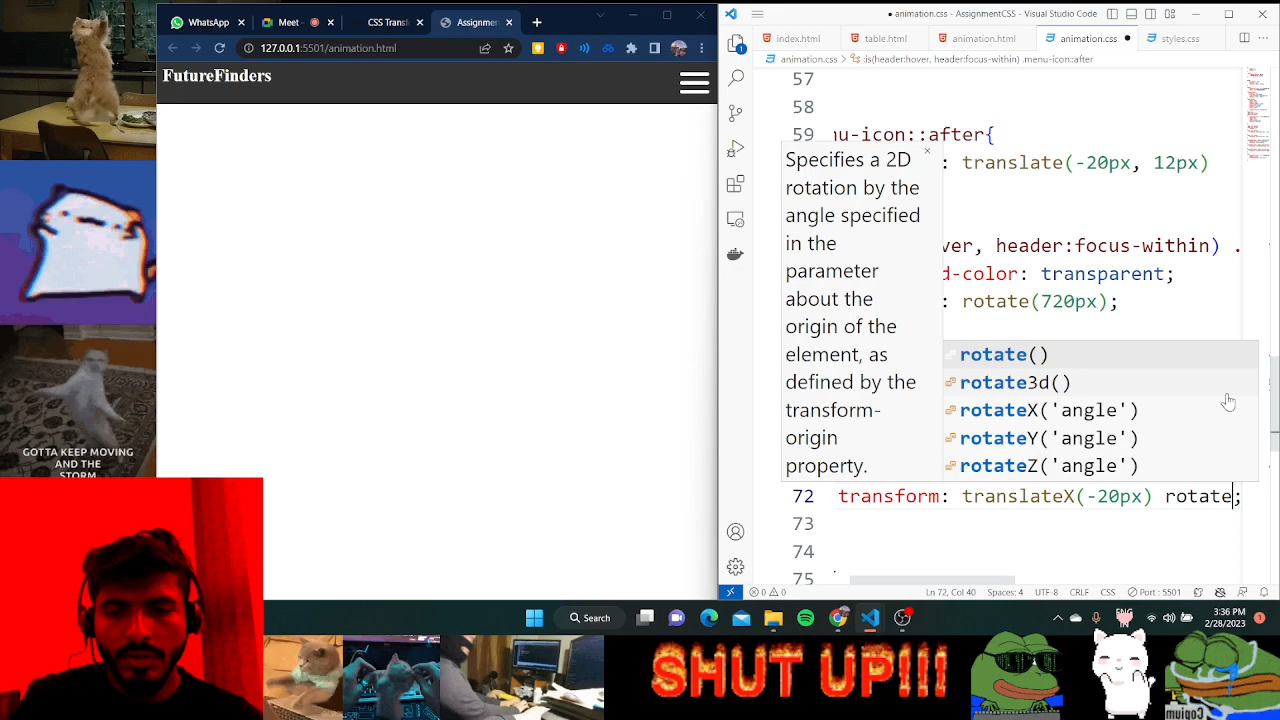 WhatsApp
Meet -
CSS Transf
Assignmen
127.0.0.1:5501/animation.html
FutureFinders
animation.css - AssignmentCSS - Visual Studio Code
index.html
table.html
animation.html
animation.css
styles.css
animation.css > :is(header:hover, header:focus-within) .menu-icon::after
57
58
59
nu-icon::after{
: translate(-20px, 12px)
ver, header:focus-within) .
d-color: transparent;
: rotate(720px);
Specifies a 2D
rotation by the
angle specified
in the
parameter
about the
origin of the
element, as
defined by the
transform-
origin
property.
rotate()
rotate3d()
rotateX('angle')
rotateY('angle')
rotateZ('angle')
72 transform: translateX(-20px) rotate;
73
74
75
0 0
Ln 72, Col 40
Spaces: 4
UTF-8
CRLF
CSS
Port : 5501
Search
3:36 PM
2/28/2023
1
1
GOTTA KEEP MOVING
AND THE
STORM
SHUT UP!!!